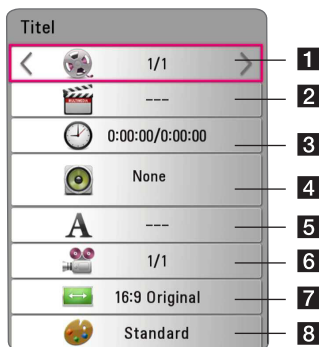 Titel
1/1 1
--- 2
0:00:00/0:00:00 3
None 4
A --- 5
1/1 6
16:9 Original 7
Standard 8